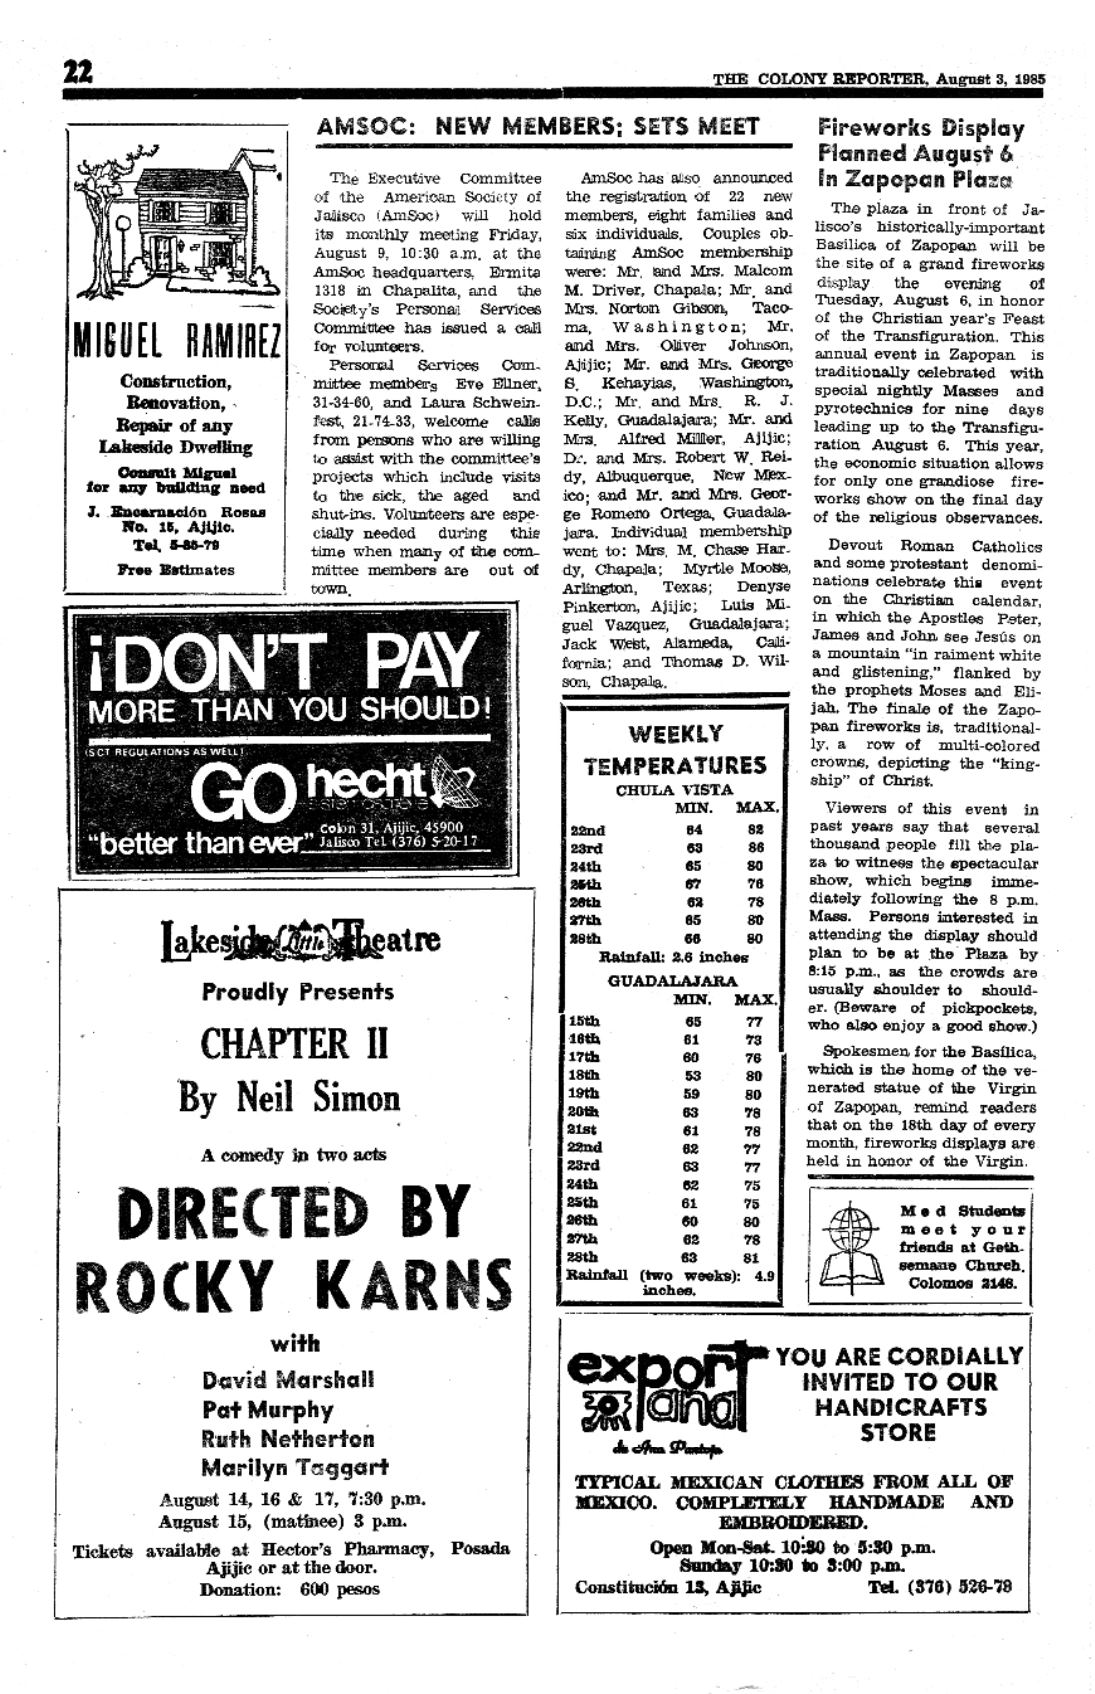 22
THE COLONY REPORTER, August 3, 1985
MIGUEL RAMIREZ
Construction,
Renovation,
Repair of any
Lakeside Dwelling
Consult Miguel
for any building need
J. Encarnación Rosas
No. 15, Ajijic.
Tel. 5-86-79
Free Estimates
AMSOC: NEW MEMBERS; SETS MEET
The Executive Committee
of the American Society of
Jalisco (AmSoc) will hold
its monthly meeting Friday,
August 9, 10:30 a.m. at the
AmSoc headquarters, Ermita
1318 in Chapalita, and the
Society's Personal Services
Committee has issued a call
for volunteers.
Personal Services Com-
mittee members Eve Ellner,
31-34-60, and Laura Schwein-
fest, 21-74-33, welcome calls
from persons who are willing
to assist with the committee's
projects which include visits
to the sick, the aged and
shut-ins. Volunteers are espe-
cially needed during this
time when many of the com-
mittee members are out of
town.
AmSoc has also announced
the registration of 22 new
members, eight families and
six individuals. Couples ob-
taining AmSoc membership
were: Mr. and Mrs. Malcom
M. Driver, Chapala; Mr. and
Mrs. Norton Gibson, Taco-
ma, Washington; Mr.
and Mrs. Oliver Johnson,
Ajijic; Mr. and Mrs. George
S. Kehayias, Washington,
D.C.; Mr. and Mrs. R. J.
Kelly, Guadalajara; Mr. and
Mrs. Alfred Miller, Ajijic;
Dr. and Mrs. Robert W. Rei-
dy, Albuquerque, New Mex-
ico; and Mr. and Mrs. Geor-
ge Romero Ortega, Guadala-
jara. Individual membership
went to: Mrs. M. Chase Har-
dy, Chapala; Myrtle Moose,
Arlington, Texas; Denyse
Pinkerton, Ajijic; Luis Mi-
guel Vazquez, Guadalajara;
Jack West, Alameda, Cali-
fornia; and Thomas D. Wil-
son, Chapala.
Fireworks Display
Planned August 6
In Zapopan Plaza
The plaza in front of Ja-
lisco's historically-important
Basilica of Zapopan will be
the site of a grand fireworks
display the evening of
Tuesday, August 6, in honor
of the Christian year's Feast
of the Transfiguration. This
annual event in Zapopan is
traditionally celebrated with
special nightly Masses and
pyrotechnics for nine days
leading up to the Transfigu-
ration August 6. This year,
the economic situation allows
for only one grandiose fire-
works show on the final day
of the religious observances.
Devout Roman Catholics
and some protestant denomi-
nations celebrate this event
on the Christian calendar,
in which the Apostles Peter,
James and John see Jesús on
a mountain "in raiment white
and glistening," flanked by
the prophets Moses and Eli-
jah. The finale of the Zapo-
pan fireworks is, traditional-
ly, a row of multi-colored
crowns, depicting the "king-
ship" of Christ.
Viewers of this event in
past years say that several
thousand people fill the pla-
za to witness the spectacular
show, which begins imme-
diately following the 8 p.m.
Mass. Persons interested in
attending the display should
plan to be at the Plaza by
8:15 p.m., as the crowds are
usually shoulder to should-
er. (Beware of pickpockets,
who also enjoy a good show.)
Spokesmen for the Basílica,
which is the home of the ve-
nerated statue of the Virgin
of Zapopan, remind readers
that on the 18th day of every
month, fireworks displays are
held in honor of the Virgin.
¡DON'T PAY
MORE THAN YOU SHOULD!
(SCT REGULATIONS AS WELL)
GO hecht
"better than ever"
Colon 31, Ajijic, 45900
Jalisco Tel (376) 5-20-17
WEEKLY
TEMPERATURES
CHULA VISTA
MIN. MAX.
22nd 64 82
23rd 63 86
24th 65 80
25th 67 76
26th 62 78
27th 65 80
28th 66 80
Rainfall: 2.6 inches
GUADALAJARA
MIN. MAX.
15th 65 77
16th 61 73
17th 60 76
18th 53 80
19th 59 80
20th 63 78
21st 61 78
22nd 62 77
23rd 63 77
24th 62 75
25th 61 75
26th 60 80
27th 62 78
28th 63 81
Rainfall (two weeks): 4.9
inches.
Lakeside Little Theatre
Proudly Presents
CHAPTER II
By Neil Simon
A comedy in two acts
DIRECTED BY
ROCKY KARNS
with
David Marshall
Pat Murphy
Ruth Netherton
Marilyn Taggart
August 14, 16 & 17, 7:30 p.m.
August 15, (matinee) 3 p.m.
Tickets available at Hector's Pharmacy, Posada
Ajijic or at the door.
Donation: 600 pesos
Med Students
meet your
friends at Geth-
semane Church.
Colomos 2146.
export
land
de Ana Pantoja
YOU ARE CORDIALLY
INVITED TO OUR
HANDICRAFTS
STORE
TYPICAL MEXICAN CLOTHES FROM ALL OF
MEXICO. COMPLETELY HANDMADE AND
EMBROIDERED.
Open Mon-Sat. 10:30 to 5:30 p.m.
Sunday 10:30 to 3:00 p.m.
Constitución 13, Ajijic Tel. (376) 526-79